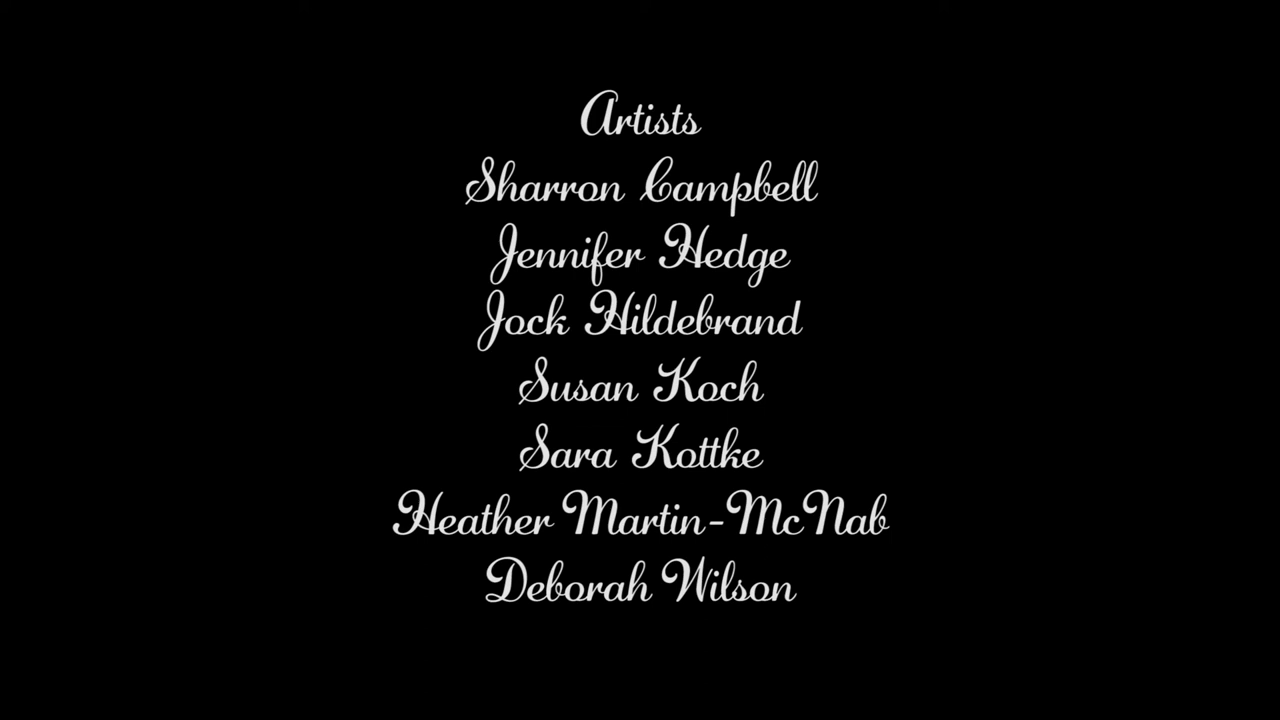 Artists
Sharron Campbell
Jennifer Hedge
Jock Hildebrand
Susan Koch
Sara Kottke
Heather Martin-McNab
Deborah Wilson